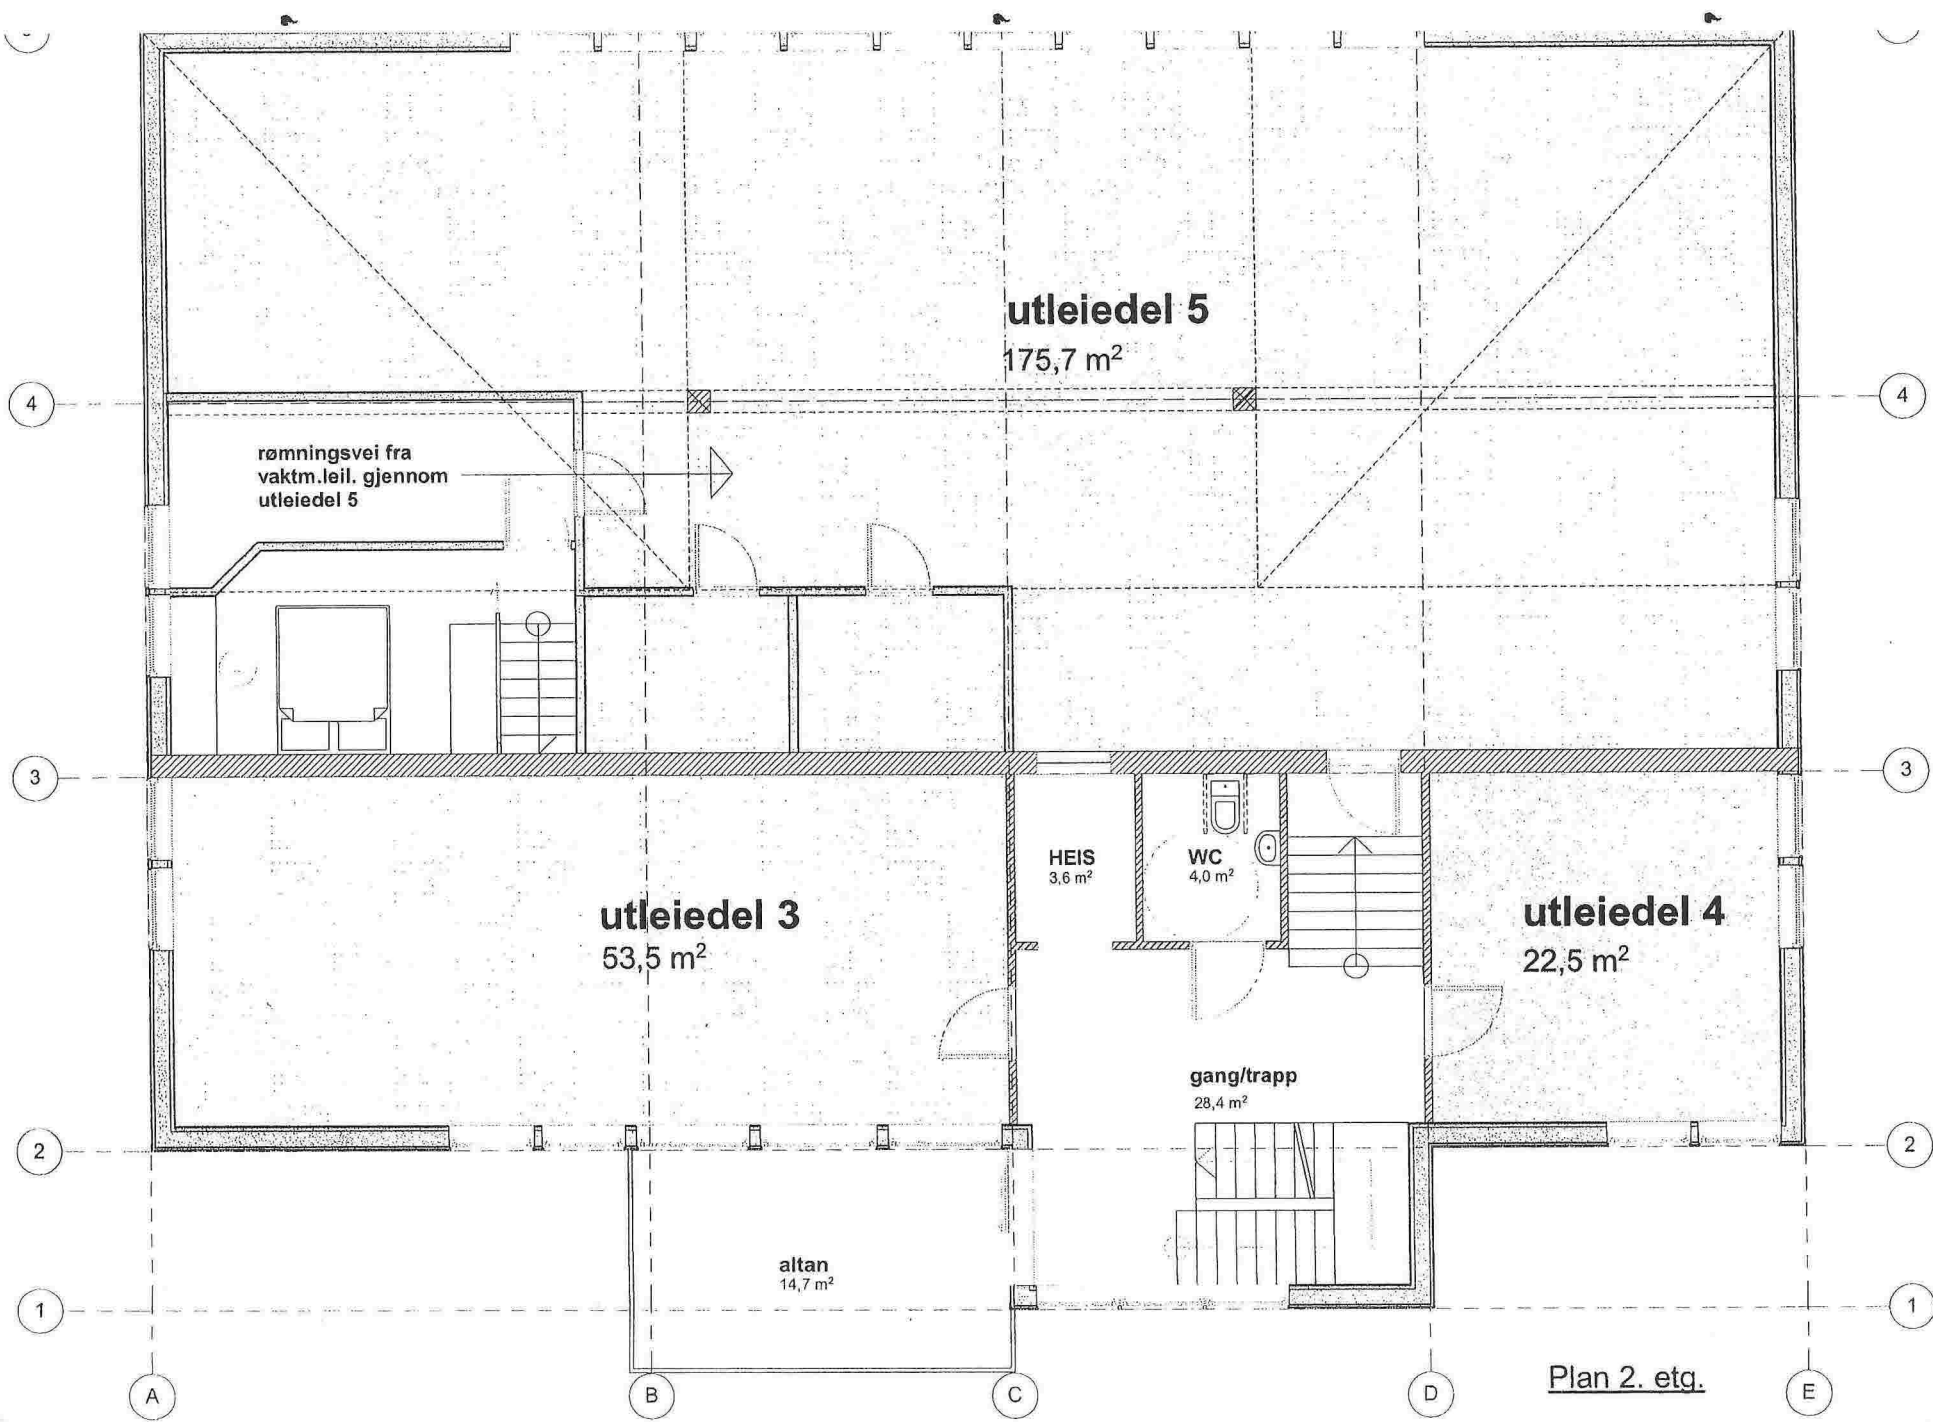 utleiedel 5
175,7 m²
4
4
rømningsvei fra
vaktm.leil. gjennom
utleiedel 5
3
3
HEIS
3,6 m²
WC
4,0 m²
utleiedel 3
53,5 m²
utleiedel 4
22,5 m²
gang/trapp
28,4 m²
2
2
altan
14,7 m²
1
1
Plan 2. etg.
A
B
C
D
E